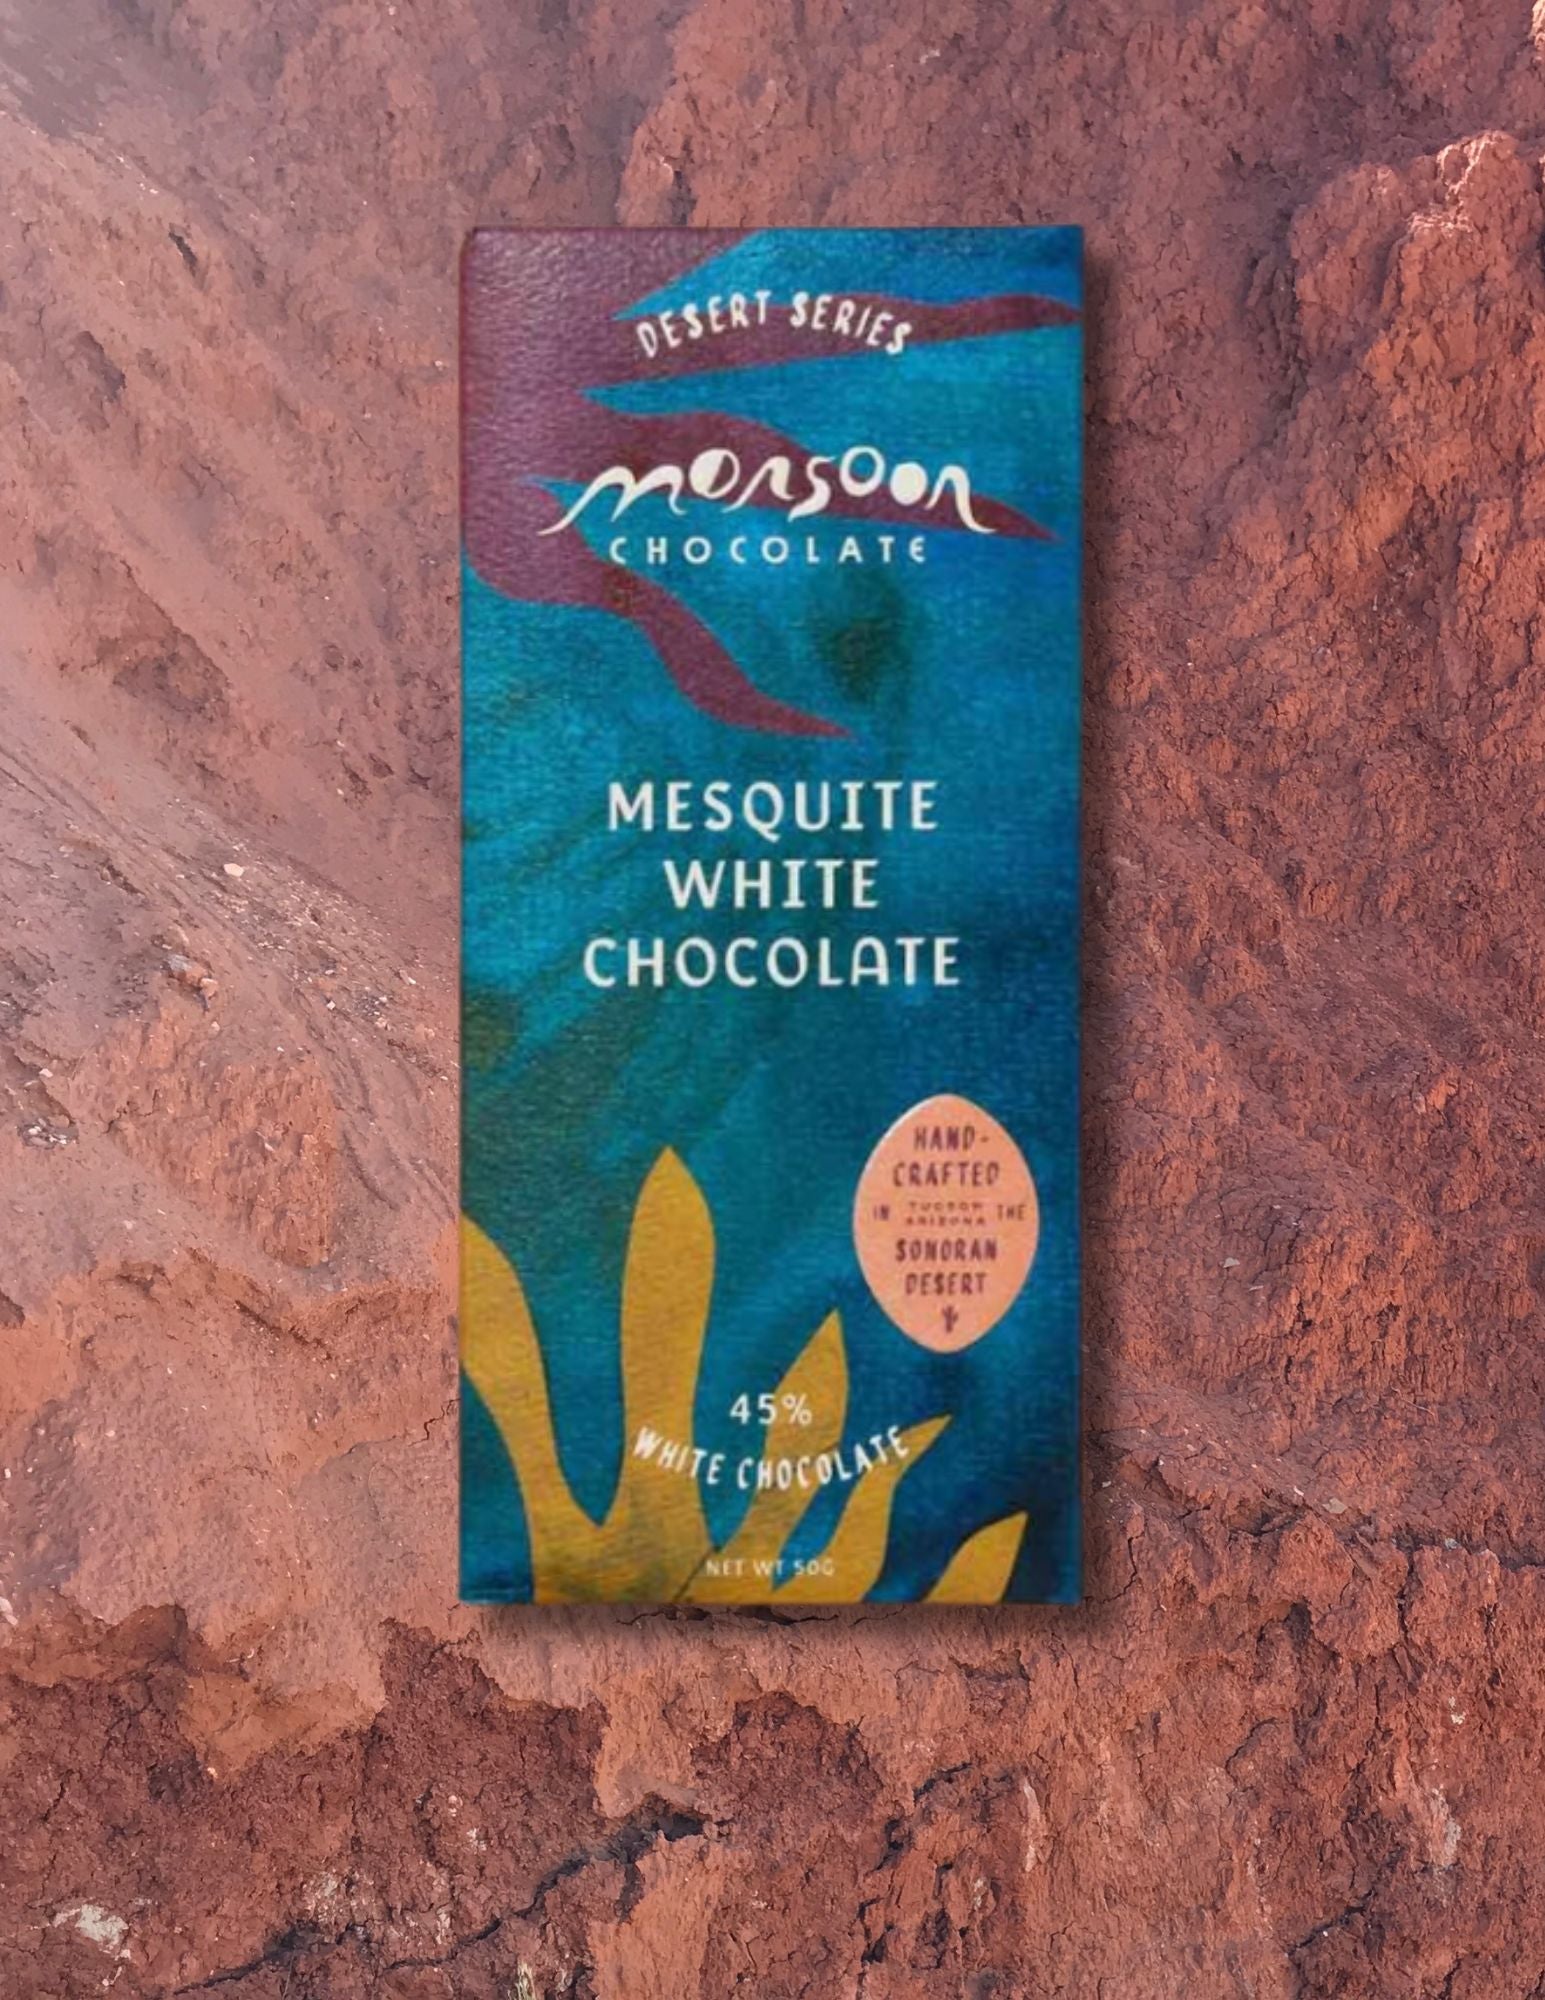 DESERT SERIES
monsoon
CHOCOLATE
MESQUITE
WHITE
CHOCOLATE
HAND-
CRAFTED
IN TUCSON THE
ARIZONA
SONORAN
DESERT
45%
WHITE CHOCOLATE
NET WT 50G